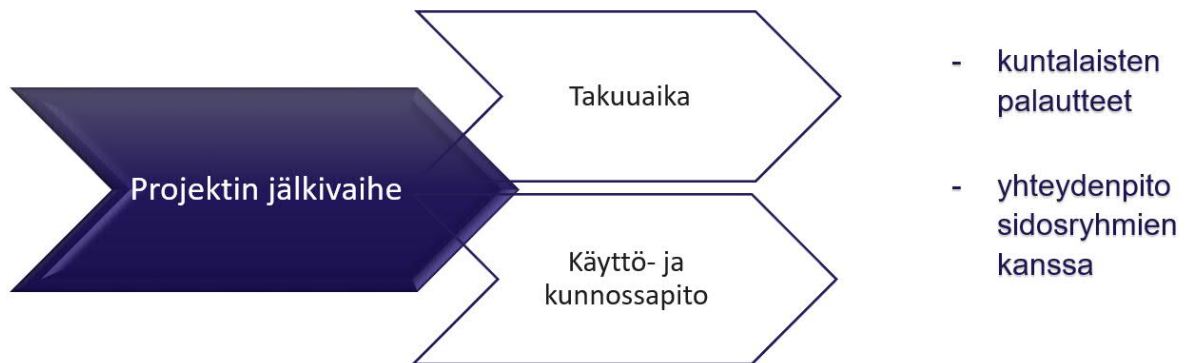 Projektin jälkivaihe
Takuuaika
Käyttö- ja
kunnossapito
- kuntalaisten
palautteet
- yhteydenpito
sidosryhmien
kanssa